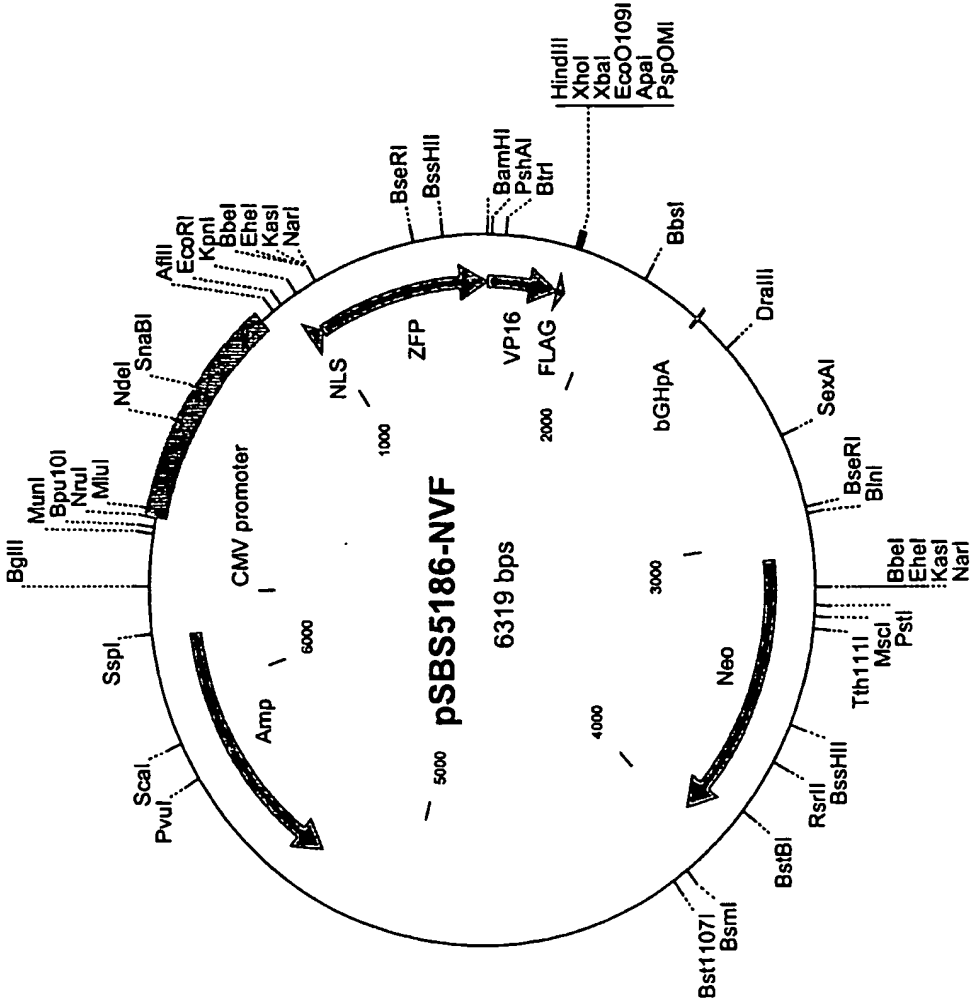 pSBS5186-NVF
6319 bps
BglII
MunI
Bpu10I
NruI
MluI
NdeI
SnaBI
AflII
EcoRI
KpnI
BbeI
EheI
KasI
NarI
BseRI
BssHII
BamHI
PshAI
BtrI
HindIII
XhoI
XbaI
EcoO109I
ApaI
PspOMI
BbsI
DraIII
SexAI
BseRI
BlnI
BbeI
EheI
KasI
NarI
PstI
MscI
Tth111I
BssHII
RsrII
BstBI
BsmI
Bst1107I
PvuI
ScaI
SspI
CMV promoter
NLS
ZFP
VP16
FLAG
bGHpA
Neo
Amp
1000
2000
3000
4000
5000
6000